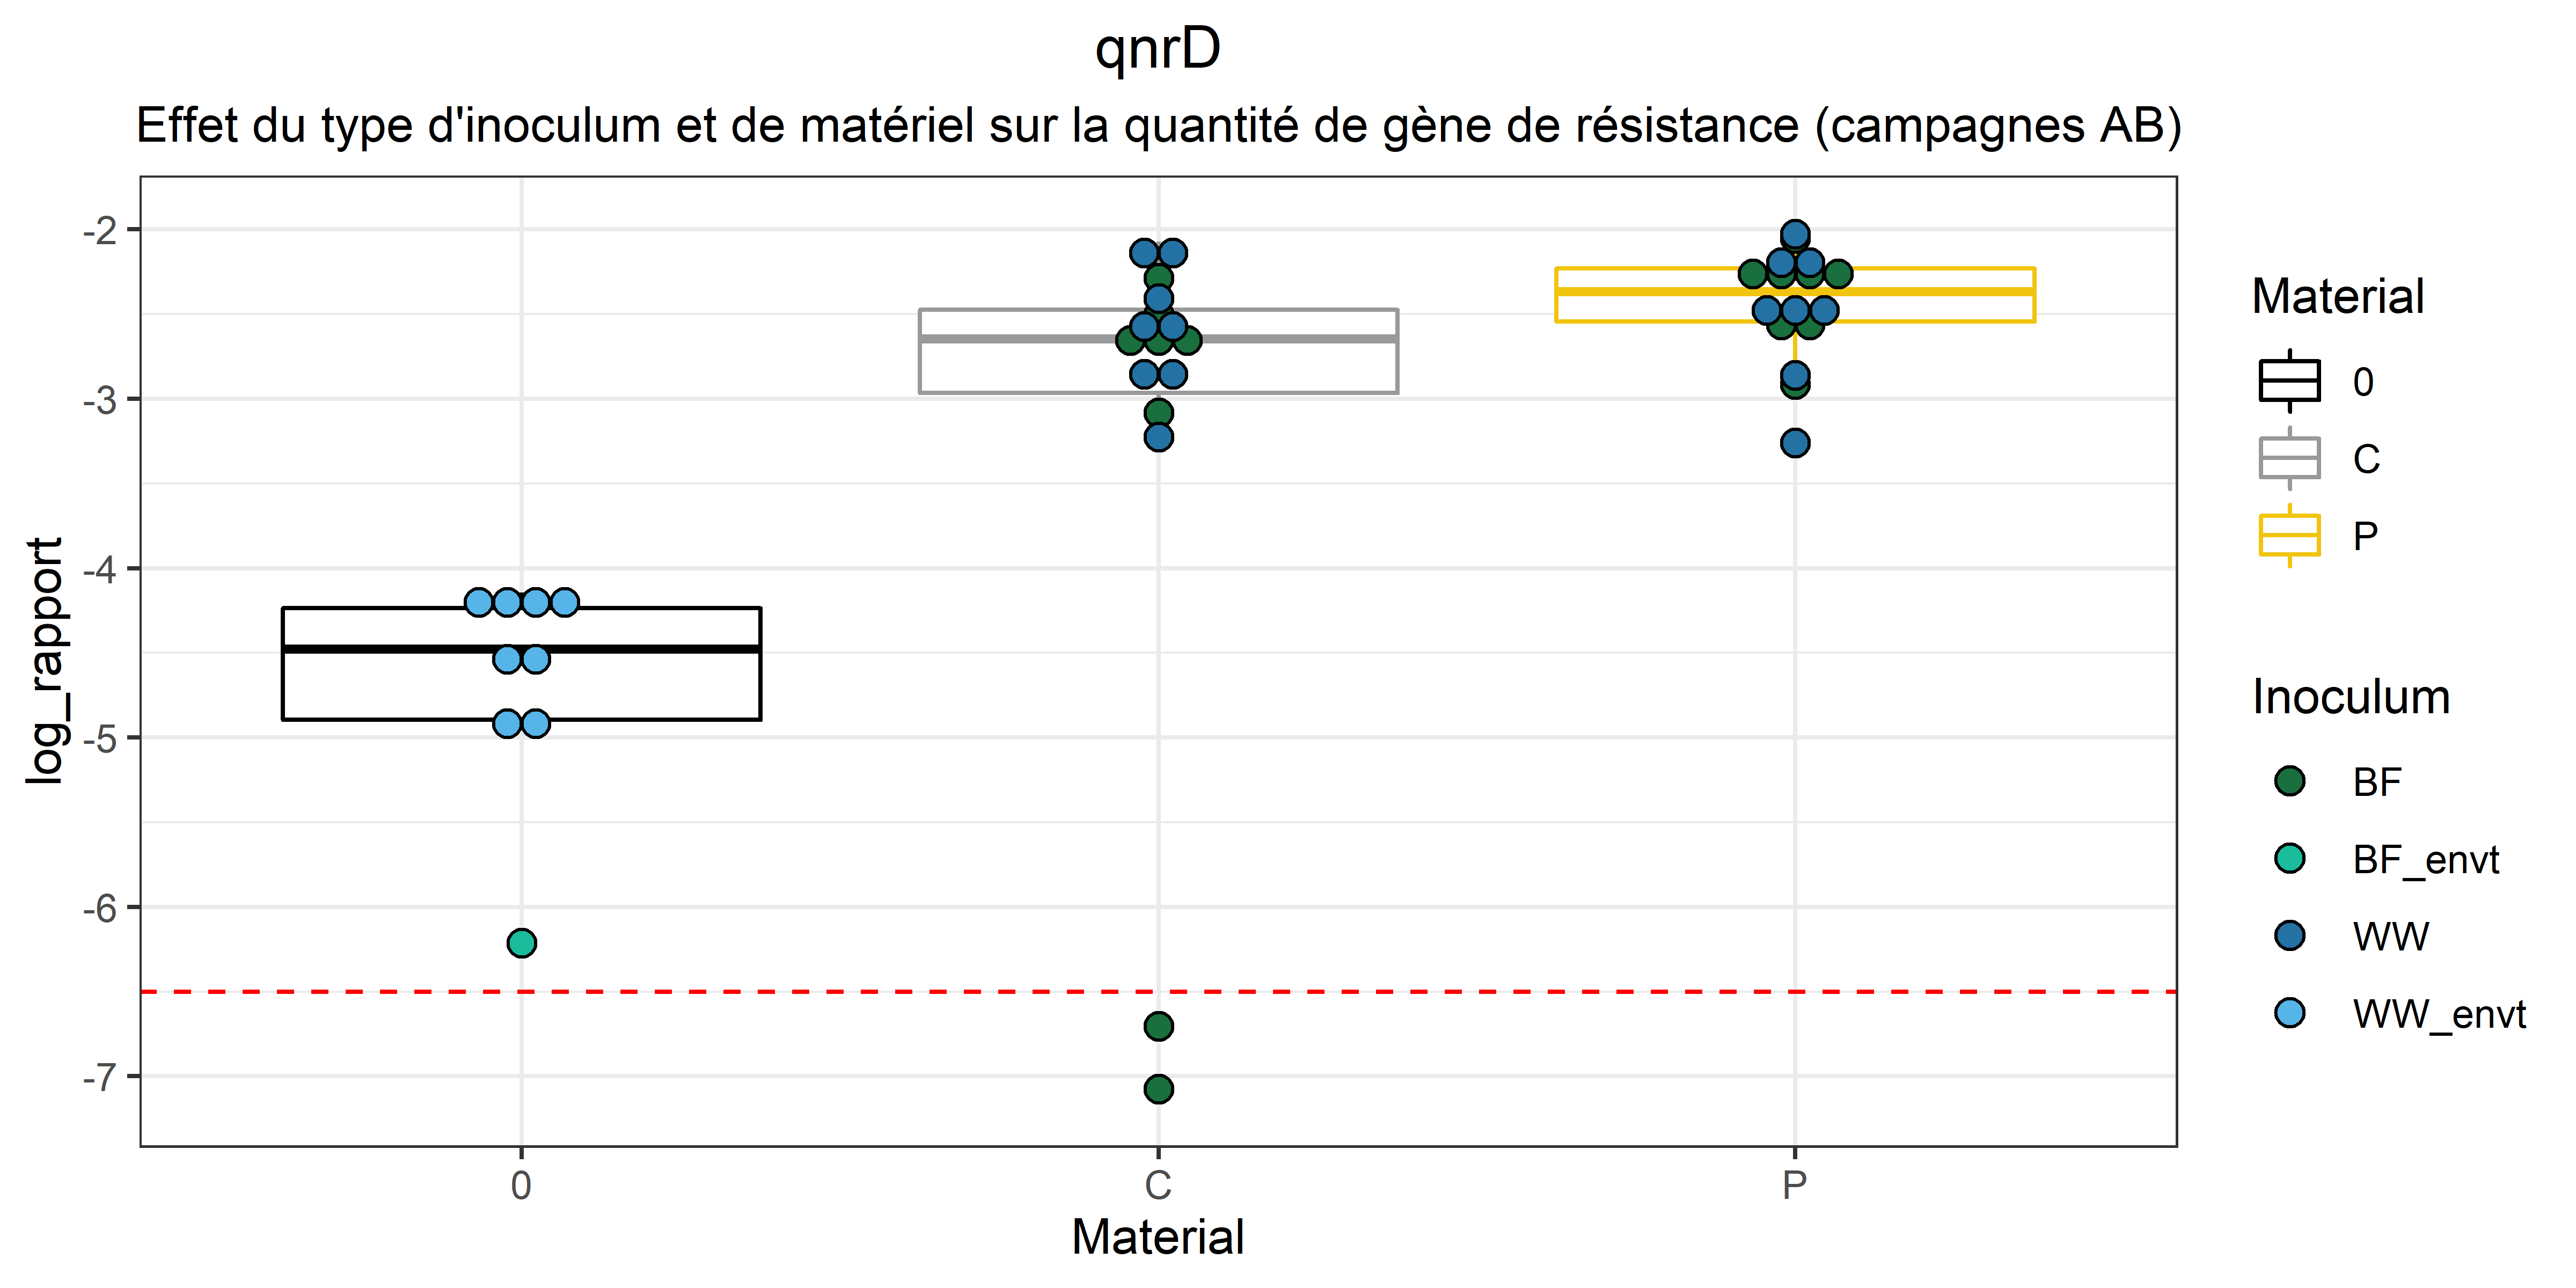 qnrD
Effet du type d'inoculum et de matériel sur la quantité de gène de résistance (campagnes AB)
log_rapport
-2
-3
-4
-5
-6
-7
0
C
P
Material
Material
0
C
P
Inoculum
BF
BF_envt
WW
WW_envt